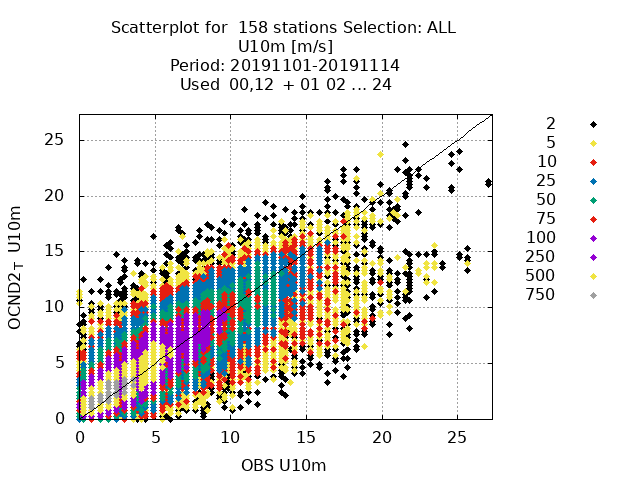 Scatterplot for  158 stations Selection: ALL
U10m [m/s]
Period: 20191101-20191114
Used  00,12  + 01 02 ... 24
OCND2_T  U10m
25
20
15
10
5
0
0 5 10 15 20 25
OBS U10m
2
5
10
25
50
75
100
250
500
750